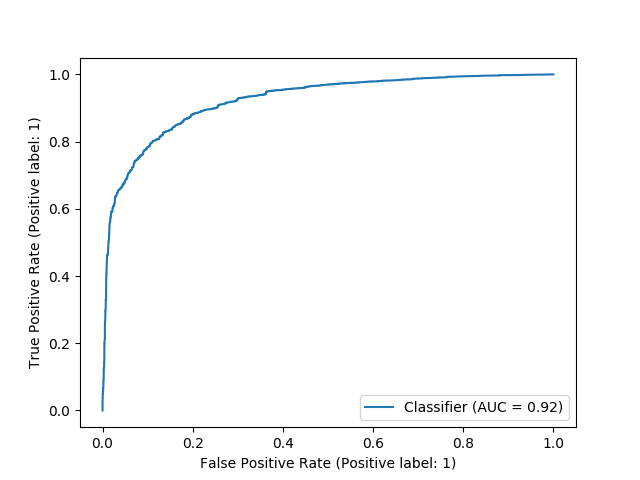 True Positive Rate (Positive label: 1)
1.0
0.8
0.6
0.4
0.2
0.0
Classifier (AUC = 0.92)
0.0 0.2 0.4 0.6 0.8 1.0
False Positive Rate (Positive label: 1)